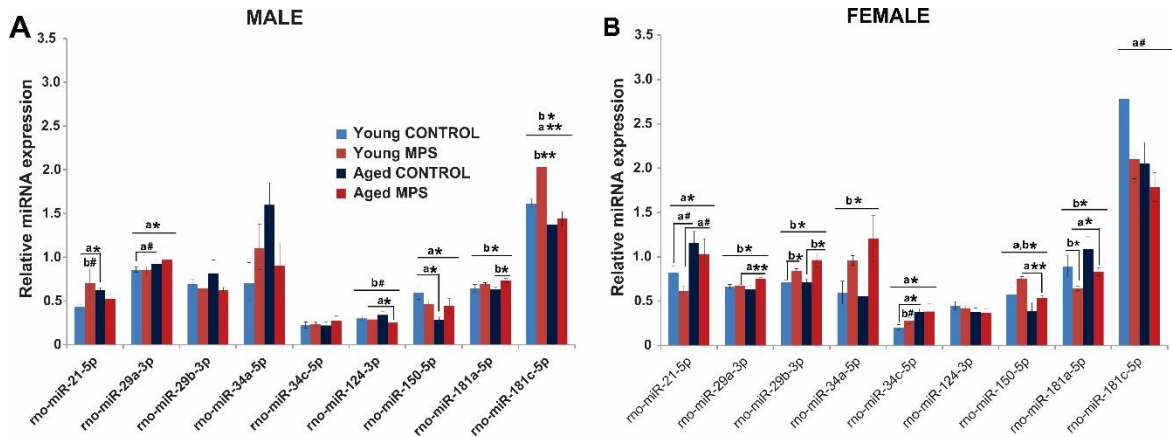 A
MALE
Relative miRNA expression
3.5
3.0
2.5
2.0
1.5
1.0
0.5
0
Young CONTROL
Young MPS
Aged CONTROL
Aged MPS
a*
b#
a*
a#
b#
a*
a*
a*
b*
b*
b*
a**
b**
rno-miR-21-5p
rno-miR-29a-3p
rno-miR-29b-3p
rno-miR-34a-5p
rno-miR-34c-5p
rno-miR-124-3p
rno-miR-150-5p
rno-miR-181a-5p
rno-miR-181c-5p
B
FEMALE
Relative miRNA expression
3.5
3.0
2.5
2.0
1.5
1.0
0.5
0
a*
a#
a#
b*
a**
b*
b*
b*
b*
a*
a*
b#
a,b*
a**
b*
a*
b*
a#
rno-miR-21-5p
rno-miR-29a-3p
rno-miR-29b-3p
rno-miR-34a-5p
rno-miR-34c-5p
rno-miR-124-3p
rno-miR-150-5p
rno-miR-181a-5p
rno-miR-181c-5p